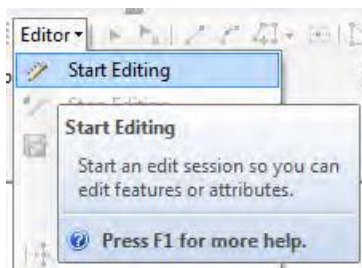 Editor
Start Editing
Start Editing
Start an edit session so you can
edit features or attributes.
Press F1 for more help.